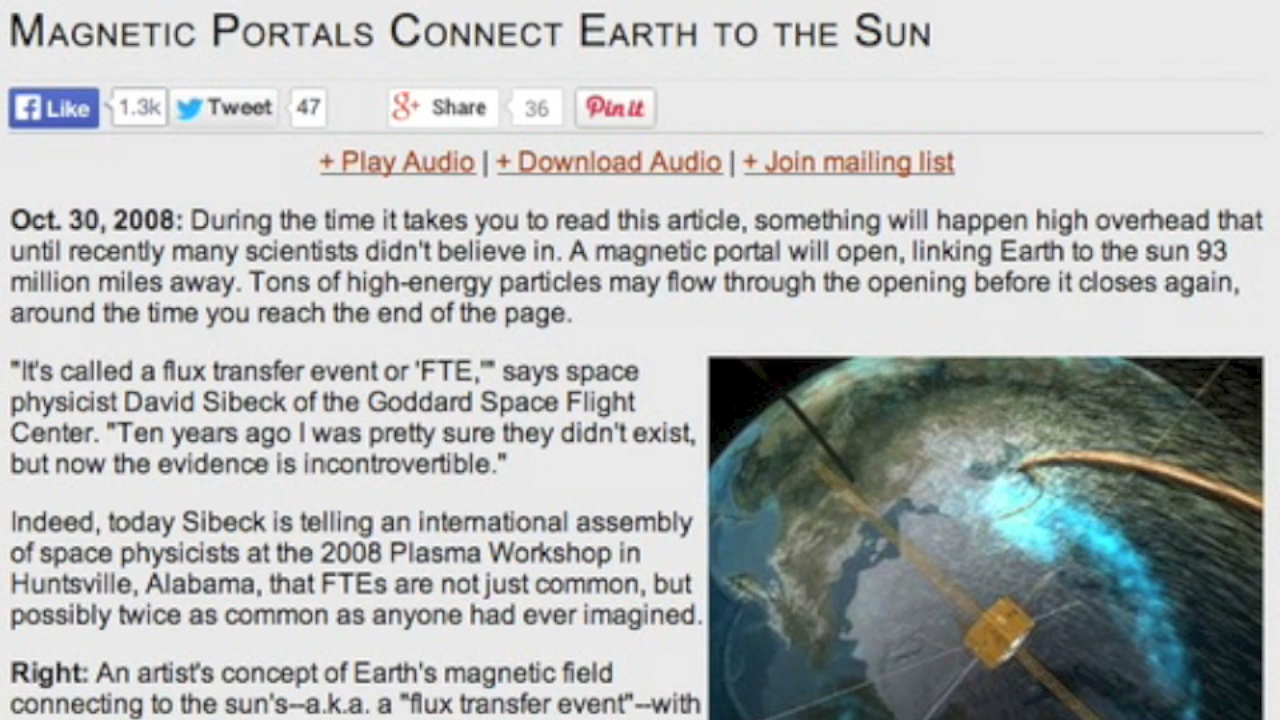 Magnetic Portals Connect Earth to the Sun
Like 1.3k Tweet 47 Share 36 Pin it
+ Play Audio | + Download Audio | + Join mailing list
Oct. 30, 2008: During the time it takes you to read this article, something will happen high overhead that
until recently many scientists didn't believe in. A magnetic portal will open, linking Earth to the sun 93
million miles away. Tons of high-energy particles may flow through the opening before it closes again,
around the time you reach the end of the page.
"It's called a flux transfer event or 'FTE,'" says space
physicist David Sibeck of the Goddard Space Flight
Center. "Ten years ago I was pretty sure they didn't exist,
but now the evidence is incontrovertible."
Indeed, today Sibeck is telling an international assembly
of space physicists at the 2008 Plasma Workshop in
Huntsville, Alabama, that FTEs are not just common, but
possibly twice as common as anyone had ever imagined.
Right: An artist's concept of Earth's magnetic field
connecting to the sun's--a.k.a. a "flux transfer event"--with